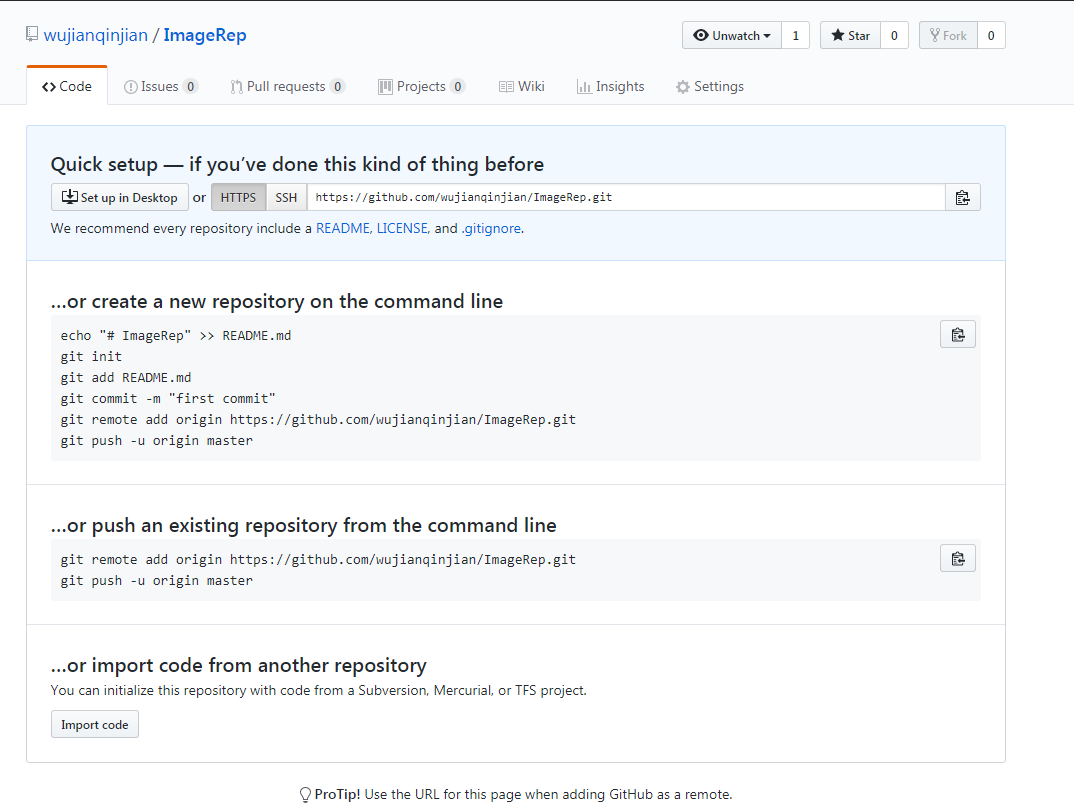 wujianqinjian / ImageRep
Unwatch 1 Star 0 Fork 0
Code Issues 0 Pull requests 0 Projects 0 Wiki Insights Settings
Quick setup — if you’ve done this kind of thing before
Set up in Desktop or HTTPS SSH https://github.com/wujianqinjian/ImageRep.git
We recommend every repository include a README, LICENSE, and .gitignore.
…or create a new repository on the command line
echo "# ImageRep" >> README.md
git init
git add README.md
git commit -m "first commit"
git remote add origin https://github.com/wujianqinjian/ImageRep.git
git push -u origin master
…or push an existing repository from the command line
git remote add origin https://github.com/wujianqinjian/ImageRep.git
git push -u origin master
…or import code from another repository
You can initialize this repository with code from a Subversion, Mercurial, or TFS project.
Import code
ProTip! Use the URL for this page when adding GitHub as a remote.